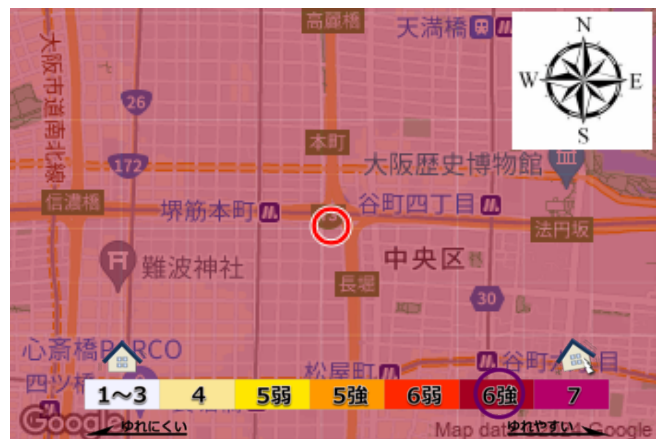 高麗橋
天満橋
N
W
E
S
大阪市道南北線
26
本町
172
大阪歴史博物館
信濃橋
堺筋本町
谷町四丁目
法円坂
中央区
難波神社
長堀
30
心斎橋PARCO
松屋町
谷町六丁目
四ツ橋
1～3
4
5弱
5強
6弱
6強
7
Google
ゆれにくい
ゆれやすい
Map data
Google